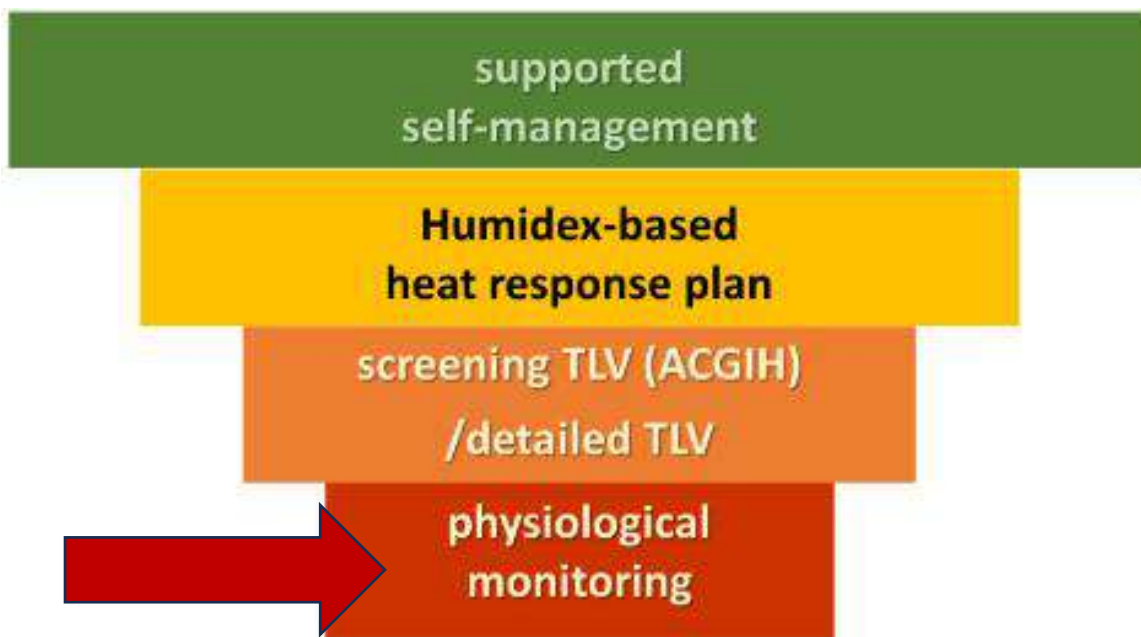 supported
self-management
Humidex-based
heat response plan
screening TLV (ACGIH)
/detailed TLV
physiological
monitoring